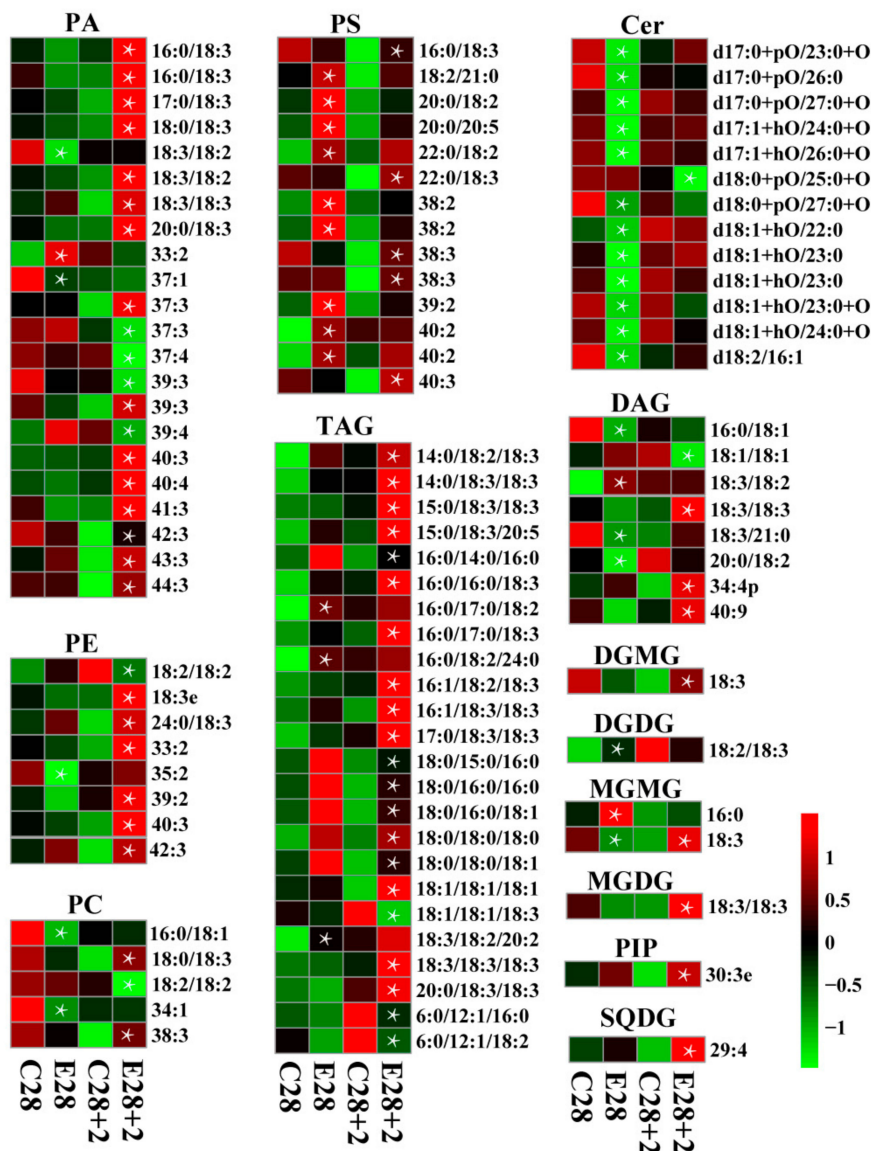 PA
16:0/18:3
16:0/18:3
17:0/18:3
18:0/18:3
18:3/18:2
18:3/18:2
18:3/18:3
20:0/18:3
33:2
37:1
37:3
37:3
37:4
39:3
39:3
39:4
40:3
40:4
41:3
42:3
43:3
44:3
PE
18:2/18:2
18:3e
24:0/18:3
33:2
35:2
39:2
40:3
42:3
PC
16:0/18:1
18:0/18:3
18:2/18:2
34:1
38:3
C28
E28
C28+2
E28+2
PS
16:0/18:3
18:2/21:0
20:0/18:2
20:0/20:5
22:0/18:2
22:0/18:3
38:2
38:2
38:3
38:3
39:2
40:2
40:2
40:3
TAG
14:0/18:2/18:3
14:0/18:3/18:3
15:0/18:3/18:3
15:0/18:3/20:5
16:0/14:0/16:0
16:0/16:0/18:3
16:0/17:0/18:2
16:0/17:0/18:3
16:0/18:2/24:0
16:1/18:2/18:3
16:1/18:3/18:3
17:0/18:3/18:3
18:0/15:0/16:0
18:0/16:0/16:0
18:0/16:0/18:1
18:0/18:0/18:0
18:0/18:0/18:1
18:1/18:1/18:1
18:1/18:1/18:3
18:3/18:2/20:2
18:3/18:3/18:3
20:0/18:3/18:3
6:0/12:1/16:0
6:0/12:1/18:2
C28
E28
C28+2
E28+2
Cer
d17:0+pO/23:0+O
d17:0+pO/26:0
d17:0+pO/27:0+O
d17:1+hO/24:0+O
d17:1+hO/26:0+O
d18:0+pO/25:0+O
d18:0+pO/27:0+O
d18:1+hO/22:0
d18:1+hO/23:0
d18:1+hO/23:0
d18:1+hO/23:0+O
d18:1+hO/24:0+O
d18:2/16:1
DAG
16:0/18:1
18:1/18:1
18:3/18:2
18:3/18:3
18:3/21:0
20:0/18:2
34:4p
40:9
DGMG
18:3
DGDG
18:2/18:3
MGMG
16:0
18:3
MGDG
18:3/18:3
PIP
30:3e
SQDG
29:4
C28
E28
C28+2
E28+2
1
0.5
0
−0.5
−1